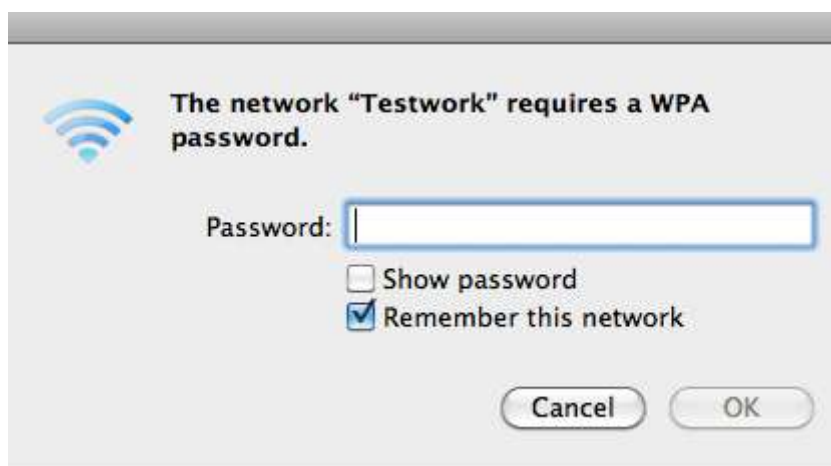 The network “Testwork” requires a WPA
password.
Password:
Show password
Remember this network
Cancel OK